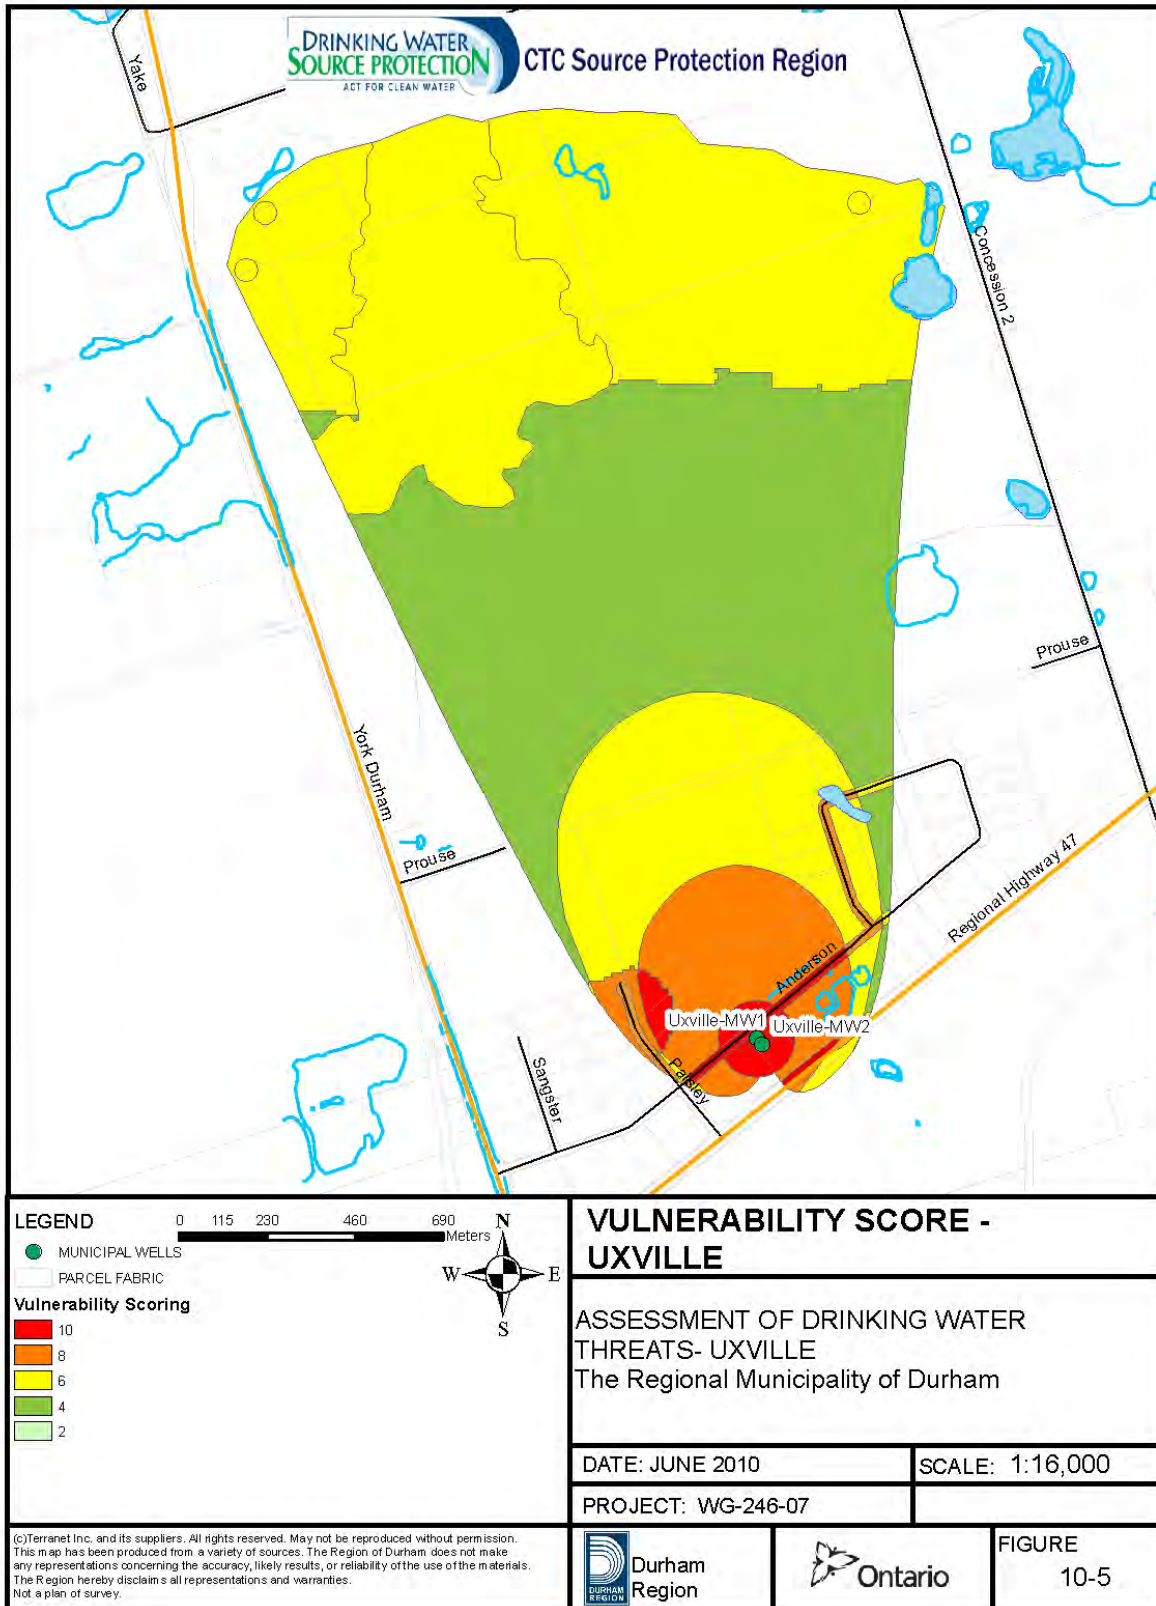 DRINKING WATER
SOURCE PROTECTION
ACT FOR CLEAN WATER
CTC Source Protection Region
Yake
Concession 2
Prouse
York Durham
Prouse
Regional Highway 47
Anderson
Uxville-MW1
Uxville-MW2
Paisley
Sangster
LEGEND
0 115 230 460 690
Meters
N
W
E
S
MUNICIPAL WELLS
PARCEL FABRIC
Vulnerability Scoring
10
8
6
4
2
VULNERABILITY SCORE -
UXVILLE
ASSESSMENT OF DRINKING WATER
THREATS- UXVILLE
The Regional Municipality of Durham
DATE: JUNE 2010
SCALE: 1:16,000
PROJECT: WG-246-07
(c)Terranet Inc. and its suppliers. All rights reserved. May not be reproduced without permission.
This map has been produced from a variety of sources. The Region of Durham does not make
any representations concerning the accuracy, likely results, or reliability of the use of the materials.
The Region hereby disclaims all representations and warranties.
Not a plan of survey.
DURHAM
REGION
Durham
Region
Ontario
FIGURE
10-5